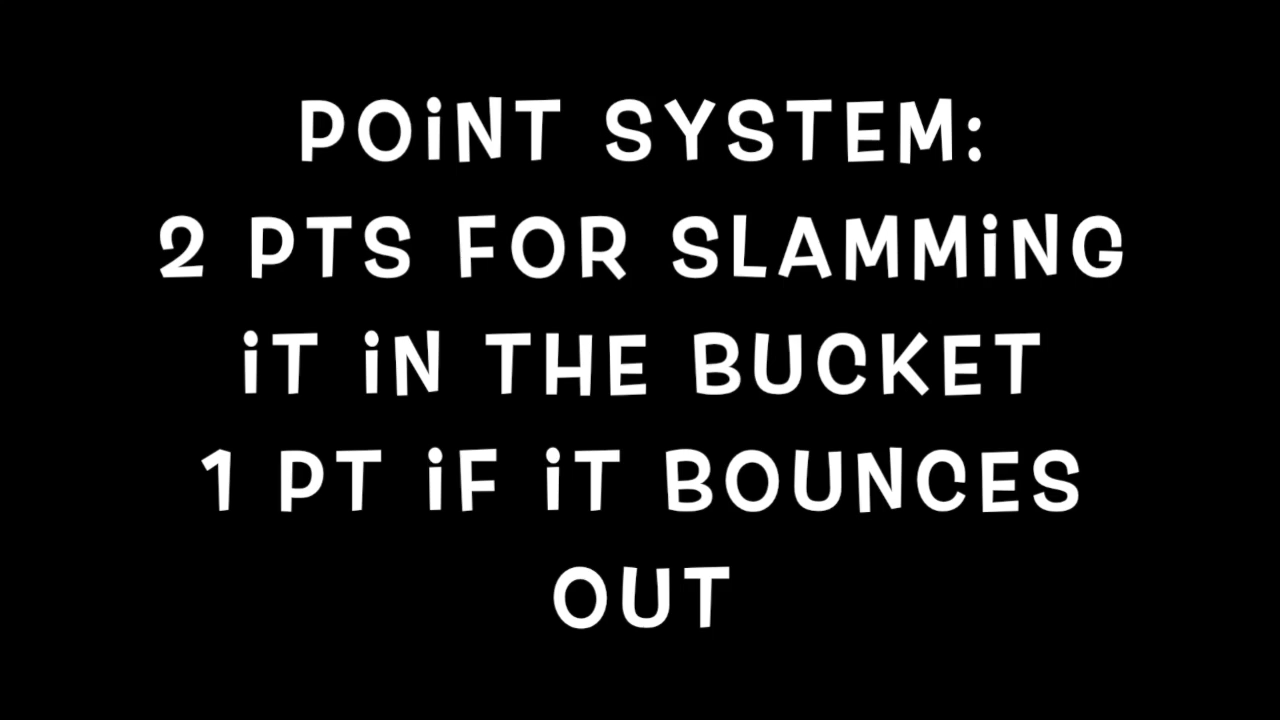 POiNT SYSTEM:
2 PTS FOR SLAMMiNG
iT iN THE BUCKET
1 PT iF iT BOUNCES
OUT